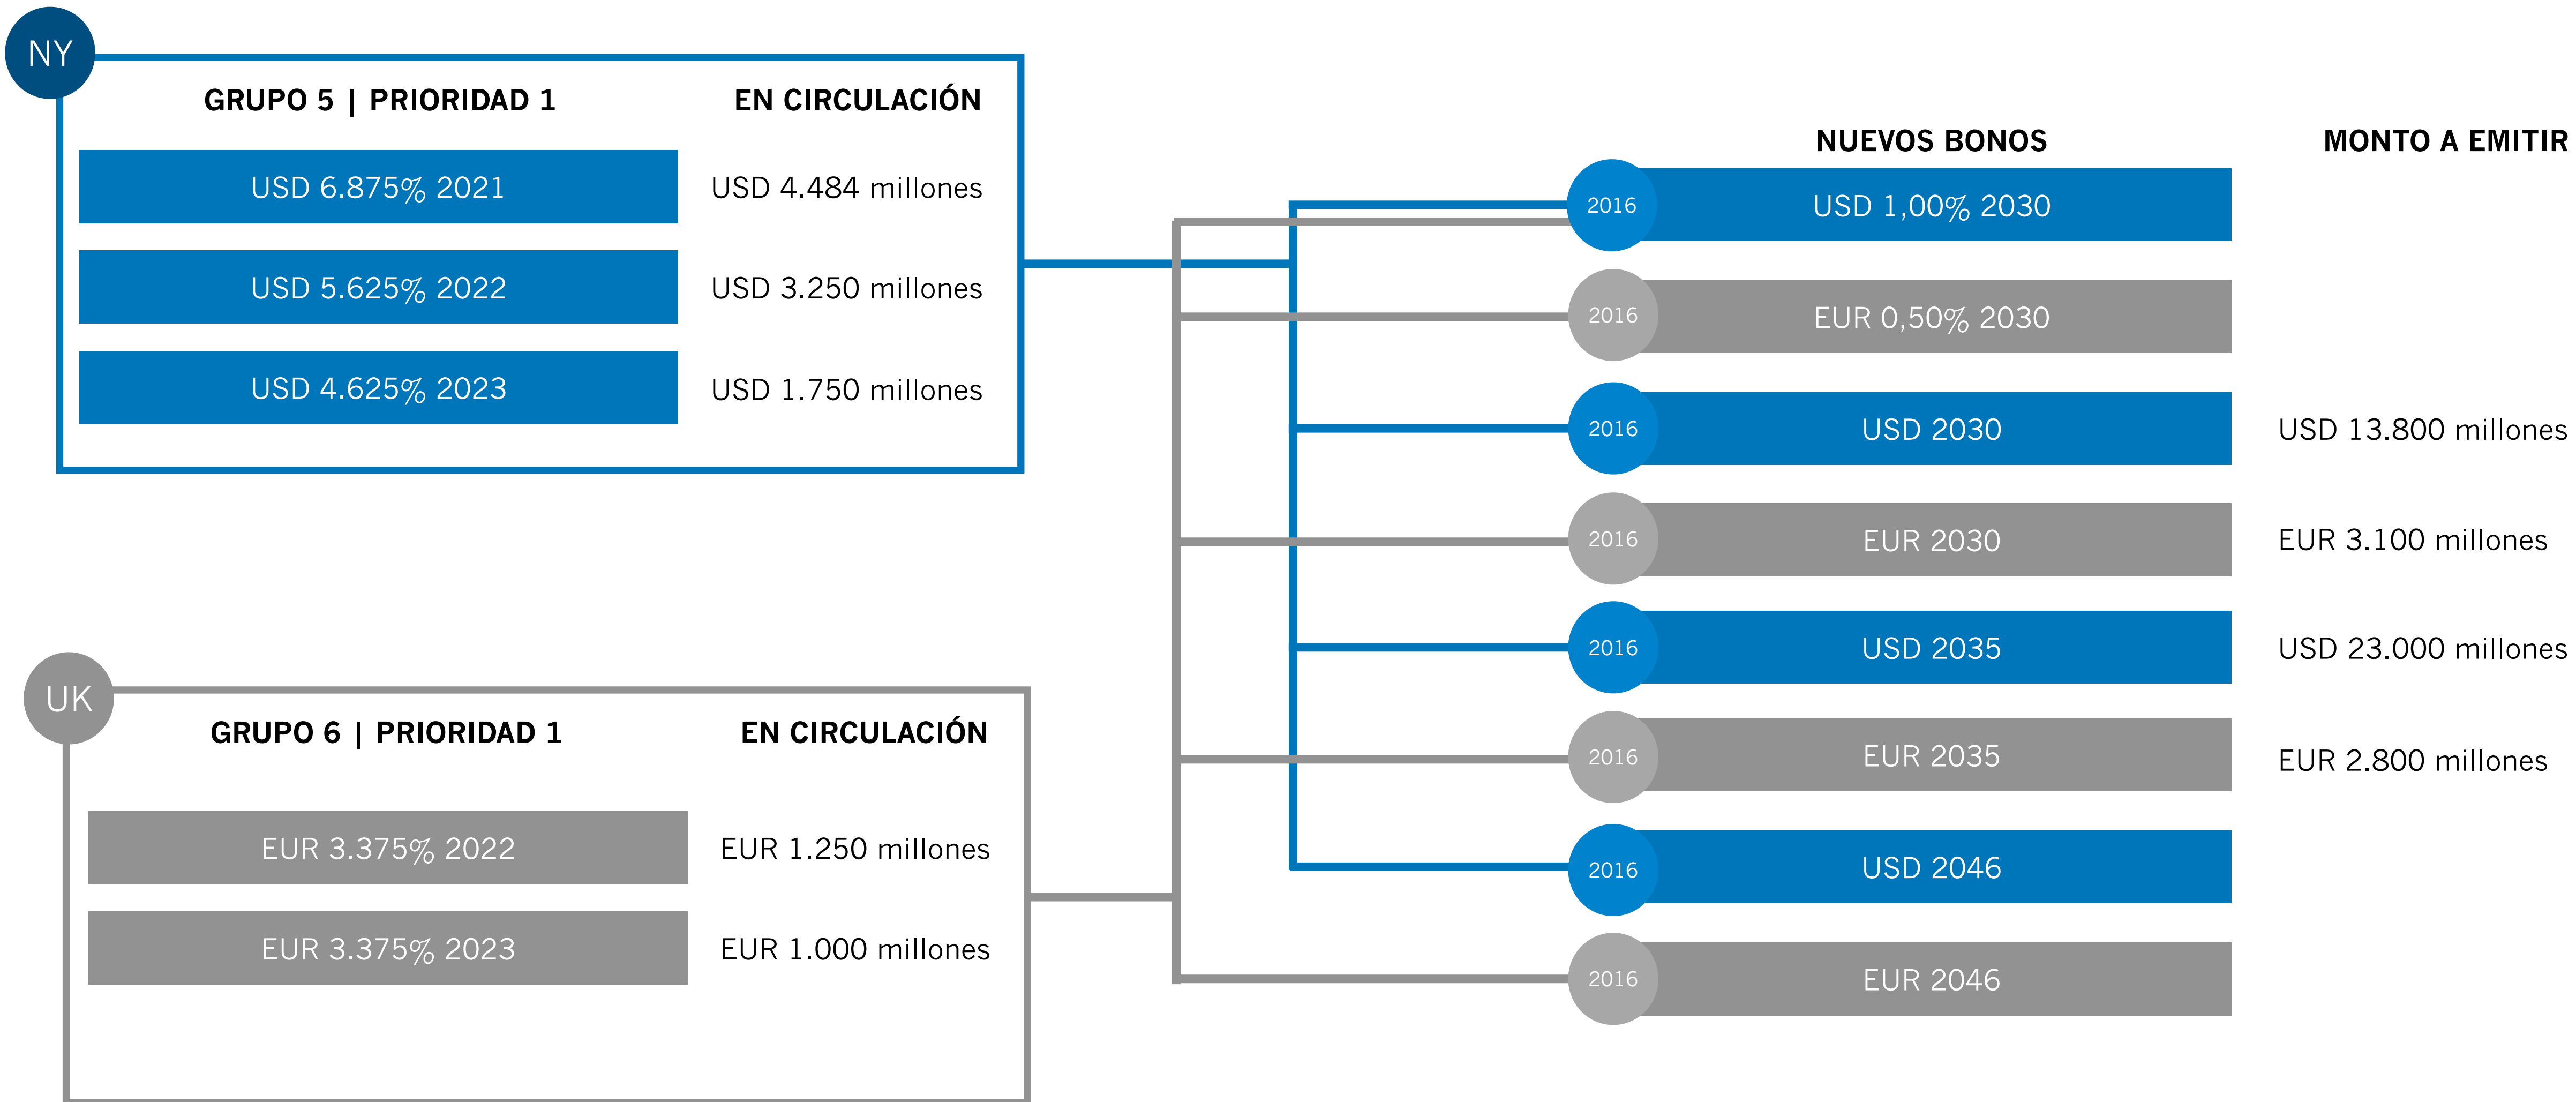 NY
GRUPO 5 | PRIORIDAD 1 EN CIRCULACIÓN
USD 6.875% 2021 USD 4.484 millones
USD 5.625% 2022 USD 3.250 millones
USD 4.625% 2023 USD 1.750 millones
UK
GRUPO 6 | PRIORIDAD 1 EN CIRCULACIÓN
EUR 3.375% 2022 EUR 1.250 millones
EUR 3.375% 2023 EUR 1.000 millones
NUEVOS BONOS MONTO A EMITIR
2016 USD 1,00% 2030
2016 EUR 0,50% 2030
2016 USD 2030 USD 13.800 millones
2016 EUR 2030 EUR 3.100 millones
2016 USD 2035 USD 23.000 millones
2016 EUR 2035 EUR 2.800 millones
2016 USD 2046
2016 EUR 2046